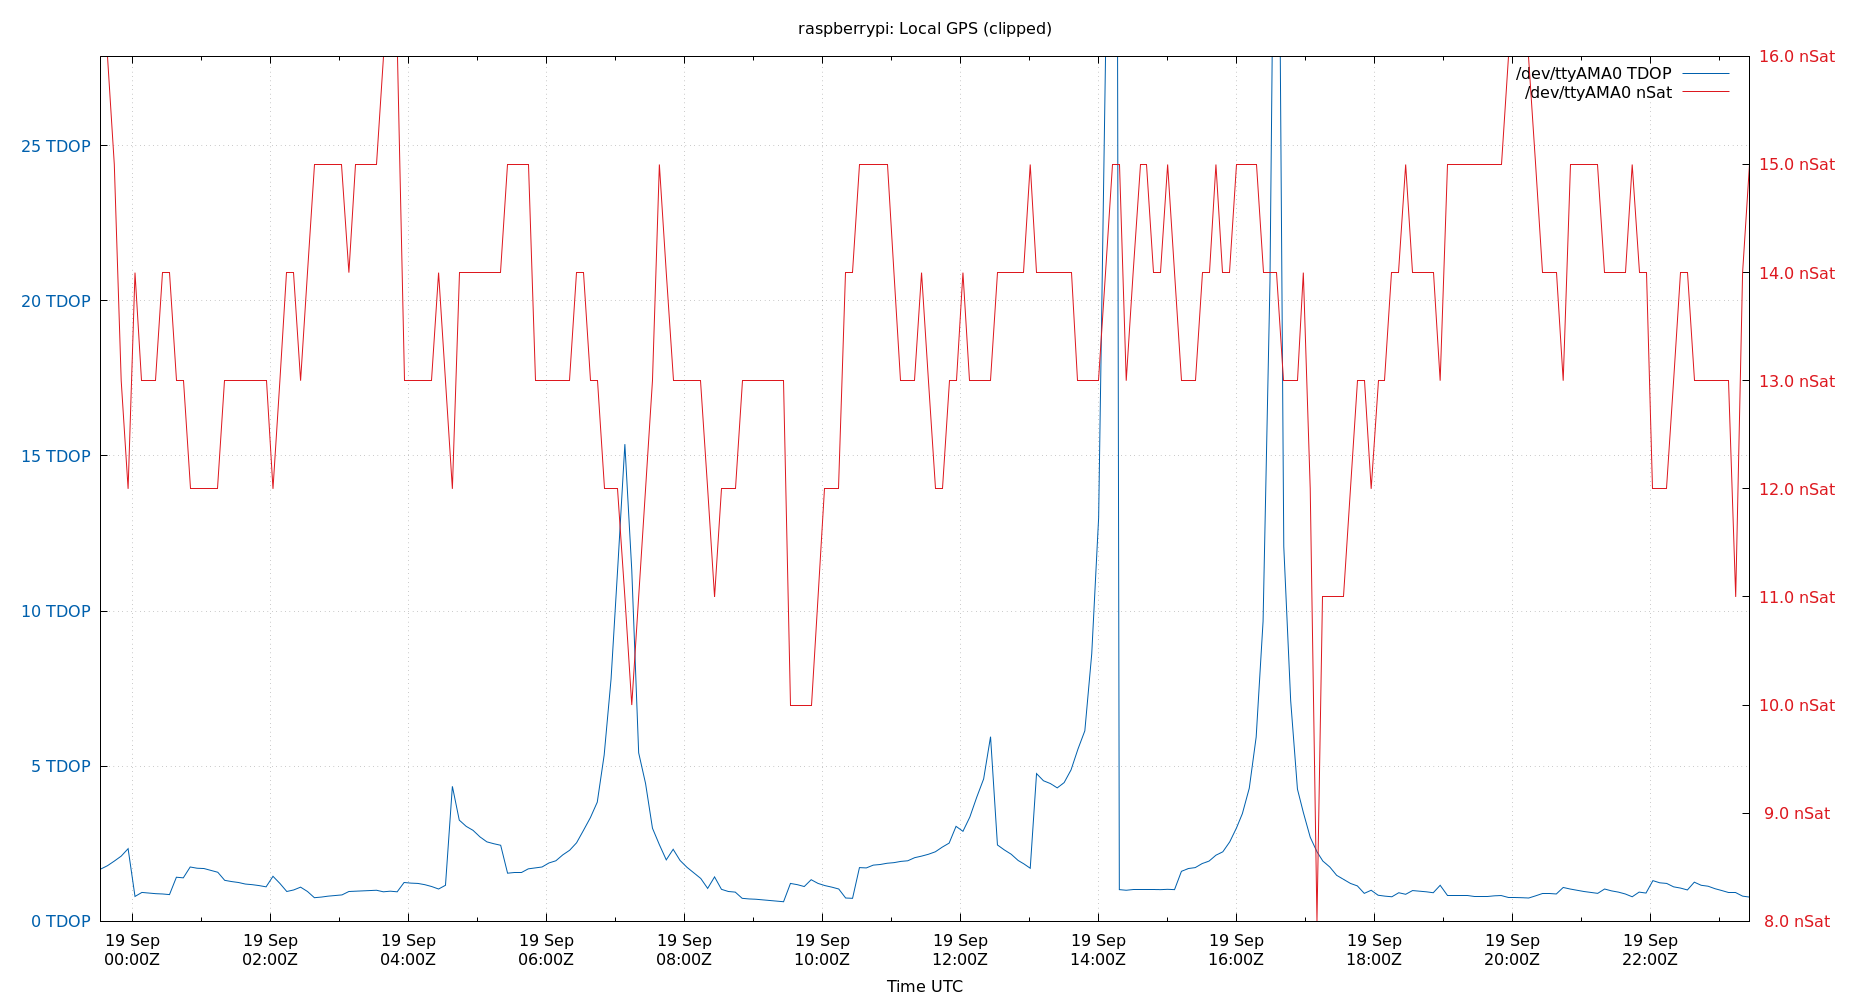 raspberrypi: Local GPS (clipped)
/dev/ttyAMA0 TDOP
/dev/ttyAMA0 nSat
25 TDOP
20 TDOP
15 TDOP
10 TDOP
5 TDOP
0 TDOP
16.0 nSat
15.0 nSat
14.0 nSat
13.0 nSat
12.0 nSat
11.0 nSat
10.0 nSat
9.0 nSat
8.0 nSat
19 Sep 19 Sep 19 Sep 19 Sep 19 Sep 19 Sep 19 Sep 19 Sep 19 Sep 19 Sep 19 Sep 19 Sep
00:00Z 02:00Z 04:00Z 06:00Z 08:00Z 10:00Z 12:00Z 14:00Z 16:00Z 18:00Z 20:00Z 22:00Z
Time UTC